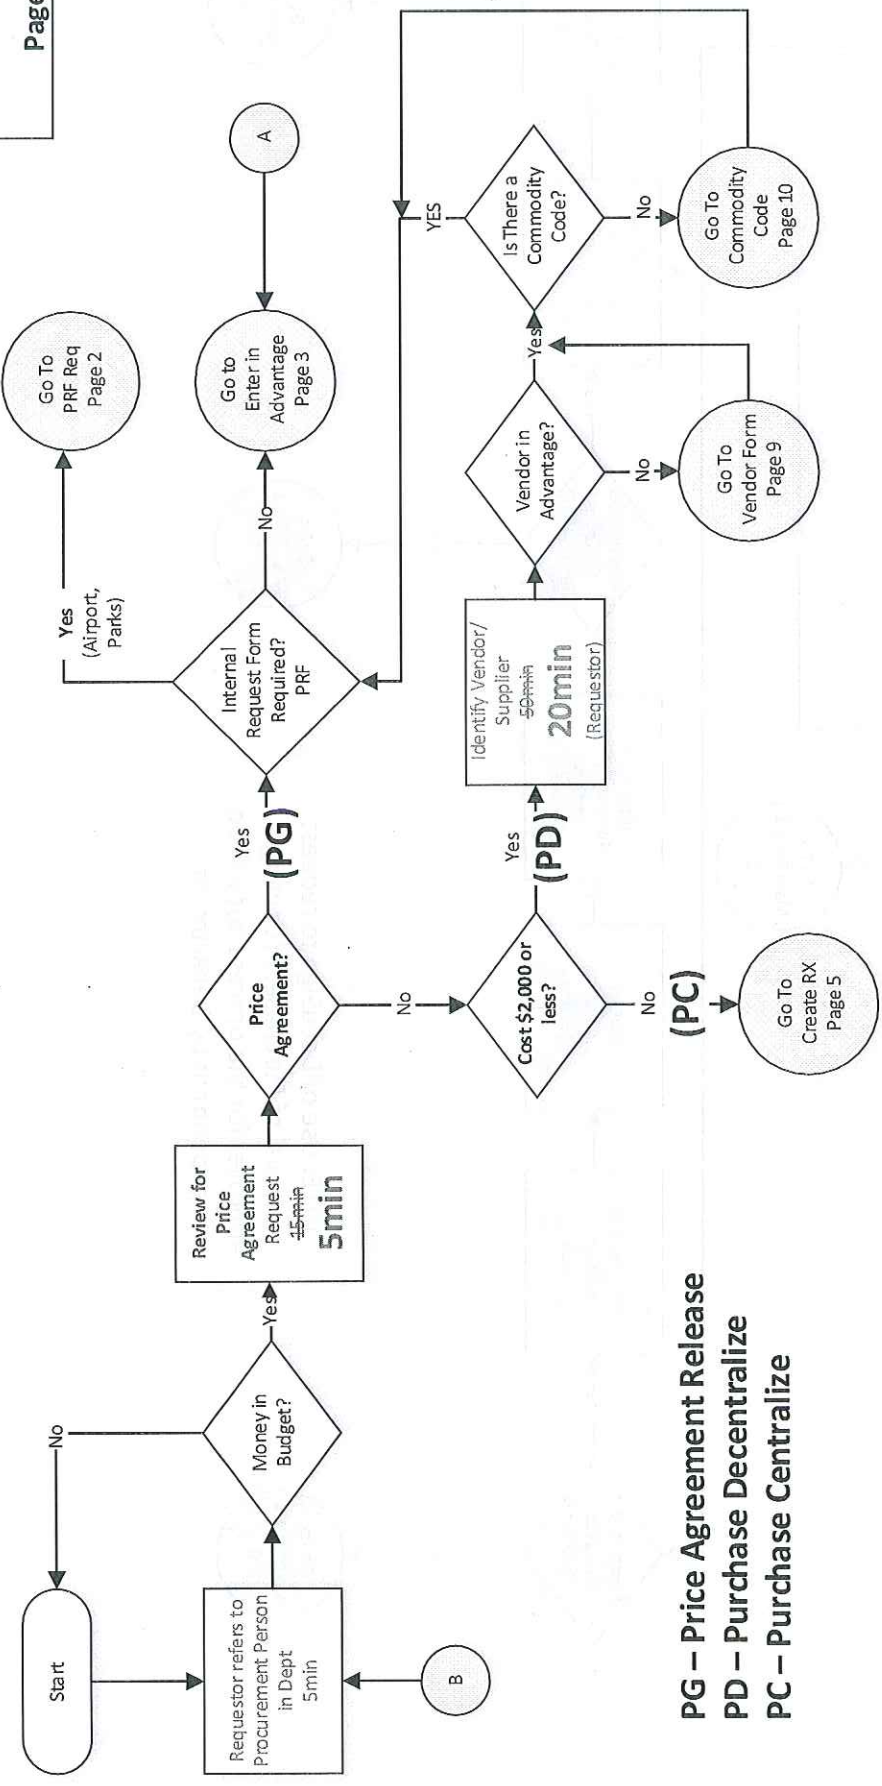 Page
Start
No
Requestor refers to
Procurement Person
in Dept
5min
B
Money in
Budget?
Yes
Review for
Price
Agreement
Request
15min
5min
Price
Agreement?
Yes
(PG)
No
Internal
Request Form
Required?
PRF
Yes
(Airport,
Parks)
Go To
PRF Req
Page 2
No
Go to
Enter in
Advantage
Page 3
A
Cost $2,000 or
less?
Yes
(PD)
No
(PC)
Go To
Create RX
Page 5
Identify Vendor/
Supplier
50min
20min
(Requestor)
Vendor in
Advantage?
Yes
No
Go To
Vendor Form
Page 9
Is There a
Commodity
Code?
YES
No
Go To
Commodity
Code
Page 10
PG – Price Agreement Release
PD – Purchase Decentralize
PC – Purchase Centralize